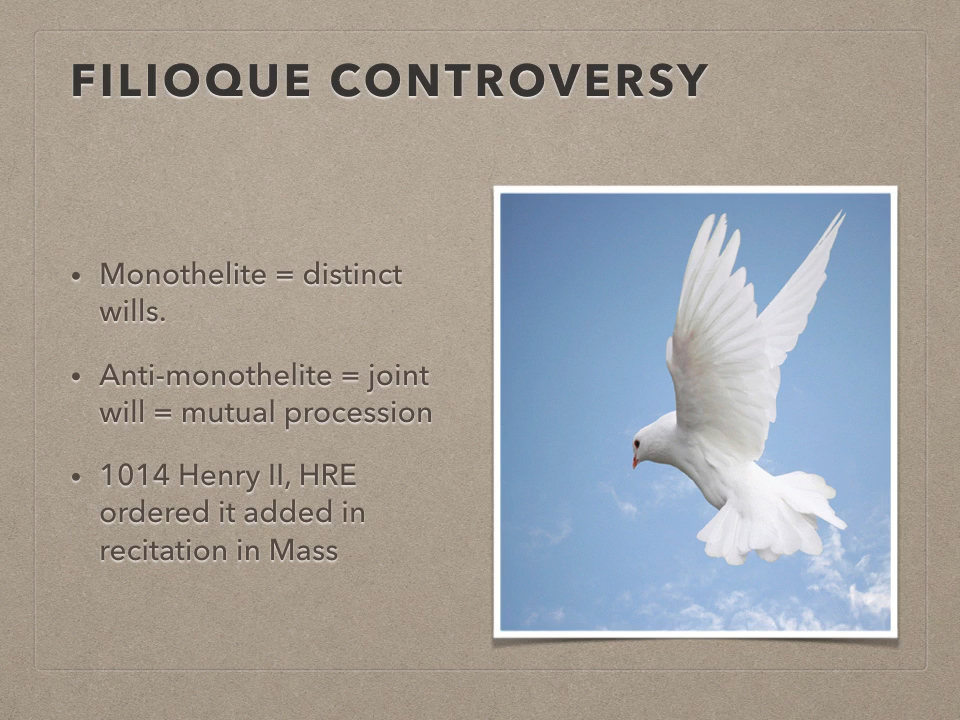 FILIOQUE CONTROVERSY
• Monothelite = distinct
wills.
• Anti-monothelite = joint
will = mutual procession
• 1014 Henry II, HRE
ordered it added in
recitation in Mass